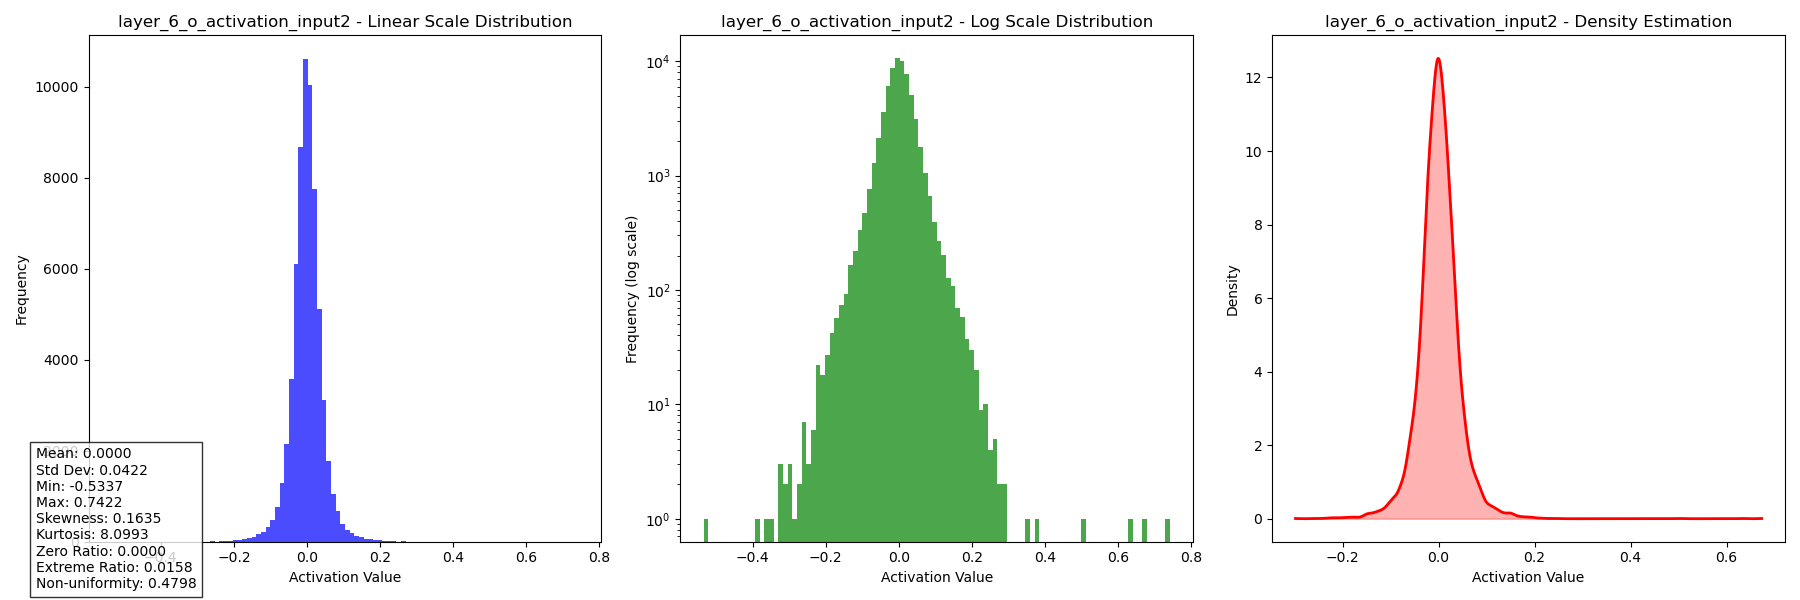 layer_6_o_activation_input2 - Linear Scale Distribution
Frequency
10000
8000
6000
4000
2000
0
−0.4
−0.2
0.0
0.2
0.4
0.6
0.8
Activation Value
Mean: 0.0000
Std Dev: 0.0422
Min: -0.5337
Max: 0.7422
Skewness: 0.1635
Kurtosis: 8.0993
Zero Ratio: 0.0000
Extreme Ratio: 0.0158
Non-uniformity: 0.4798
layer_6_o_activation_input2 - Log Scale Distribution
Frequency (log scale)
10⁴
10³
10²
10¹
10⁰
−0.4
−0.2
0.0
0.2
0.4
0.6
0.8
Activation Value
layer_6_o_activation_input2 - Density Estimation
Density
12
10
8
6
4
2
0
−0.2
0.0
0.2
0.4
0.6
Activation Value